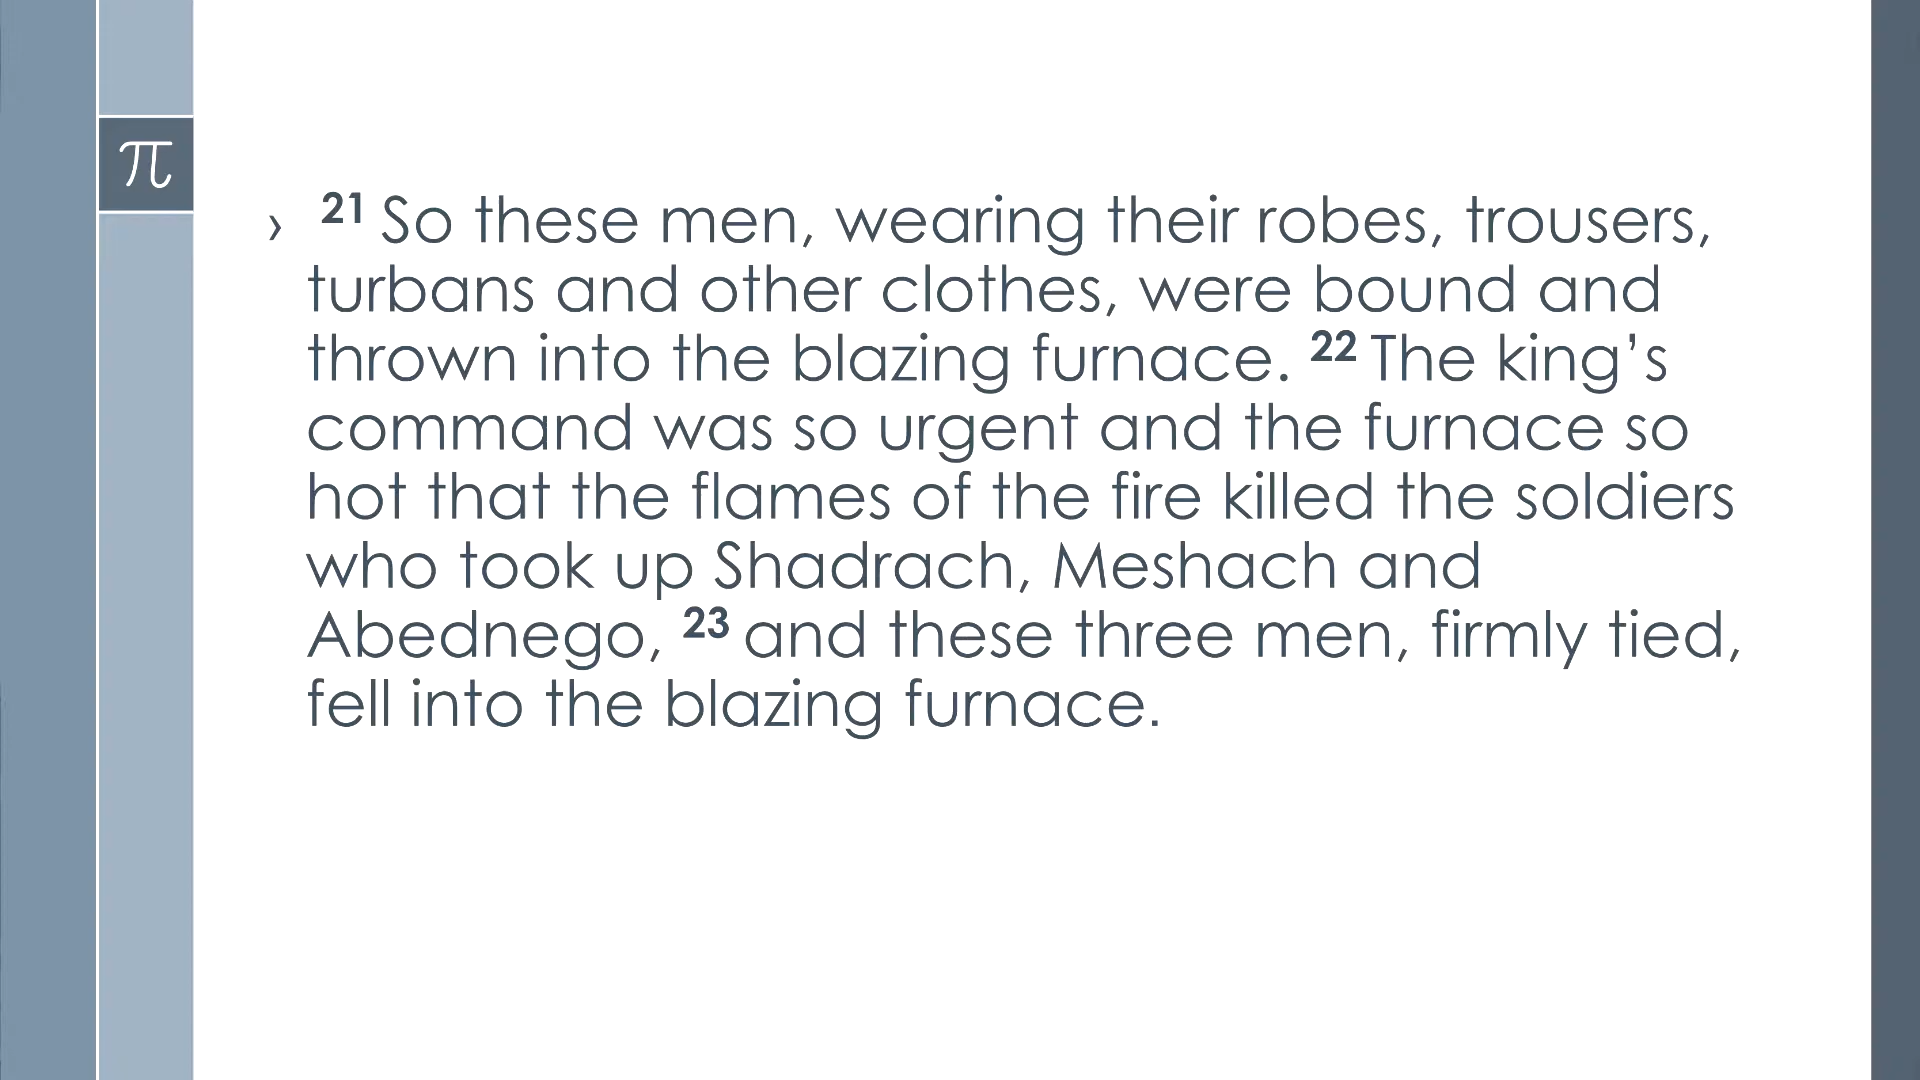 π
› 21 So these men, wearing their robes, trousers,
turbans and other clothes, were bound and
thrown into the blazing furnace. 22 The king’s
command was so urgent and the furnace so
hot that the flames of the fire killed the soldiers
who took up Shadrach, Meshach and
Abednego, 23 and these three men, firmly tied,
fell into the blazing furnace.